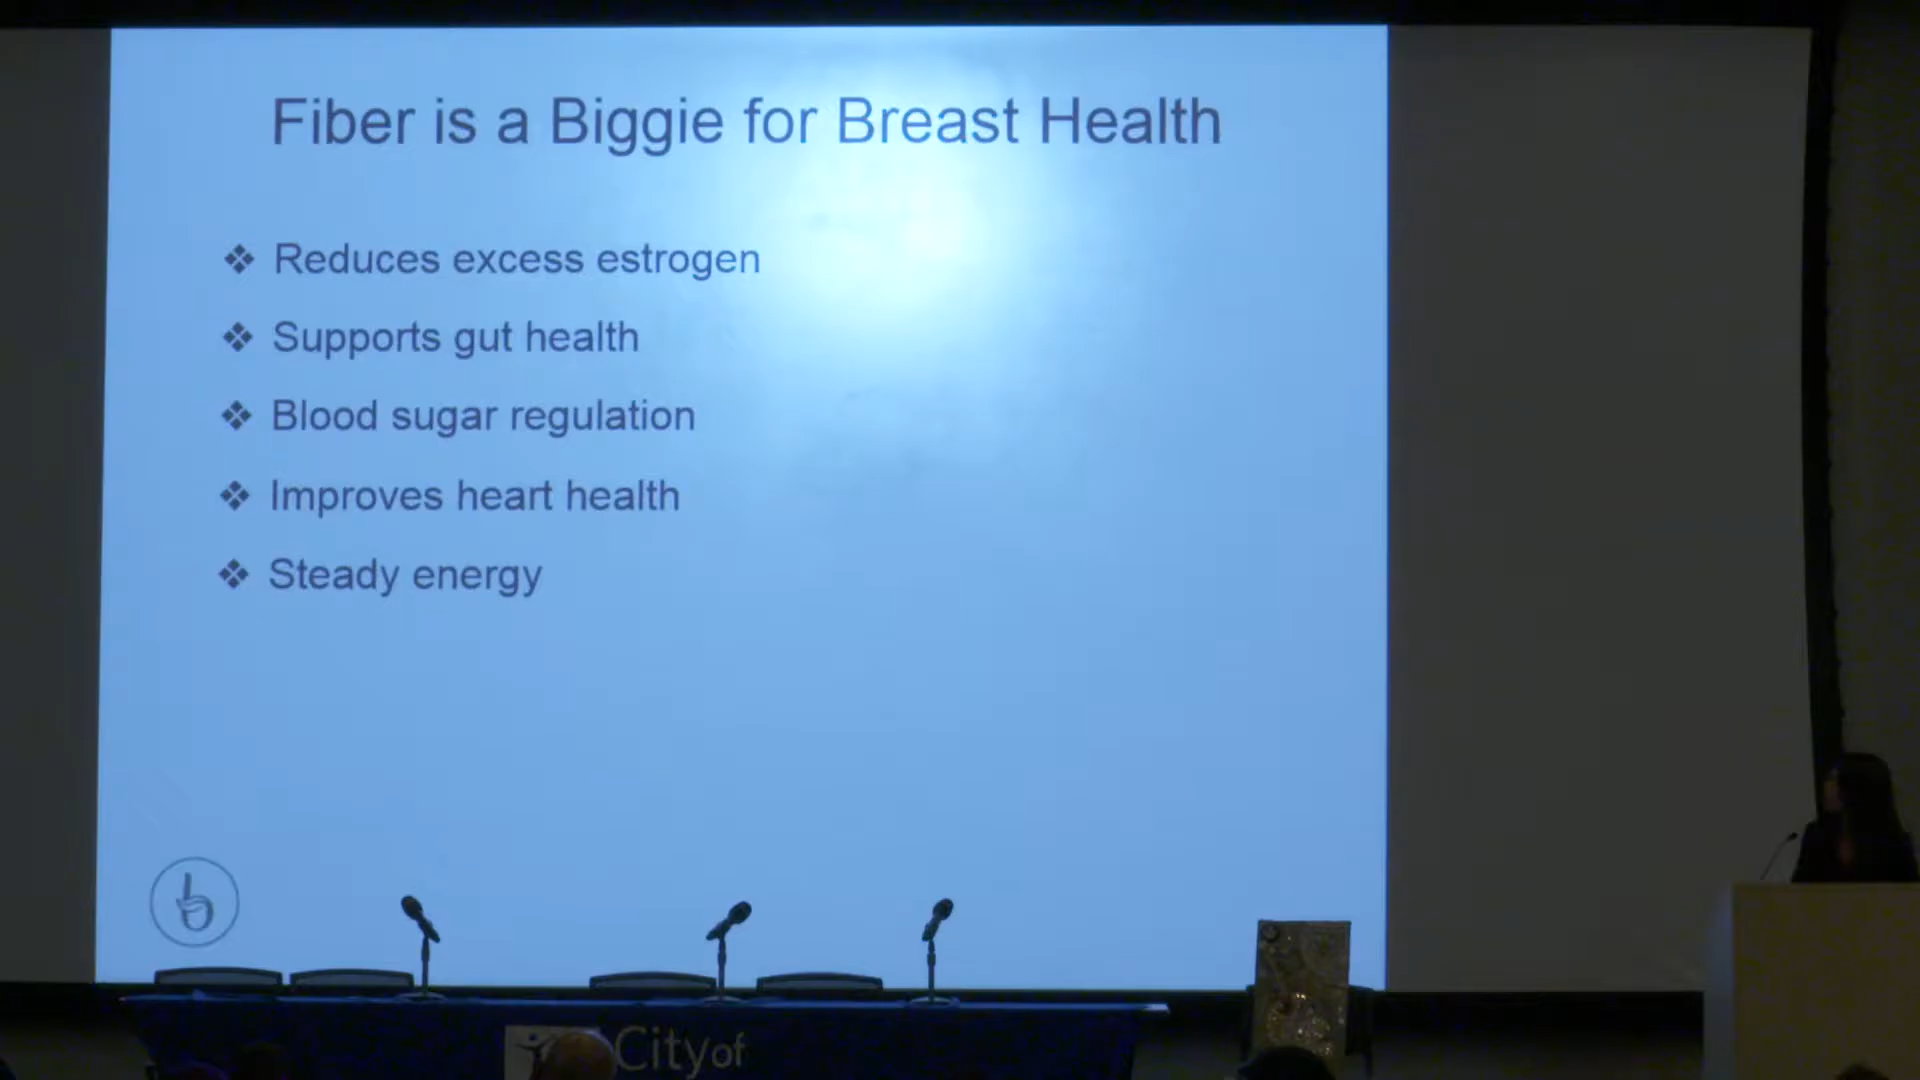 Fiber is a Biggie for Breast Health
❖ Reduces excess estrogen
❖ Supports gut health
❖ Blood sugar regulation
❖ Improves heart health
❖ Steady energy
b
City of